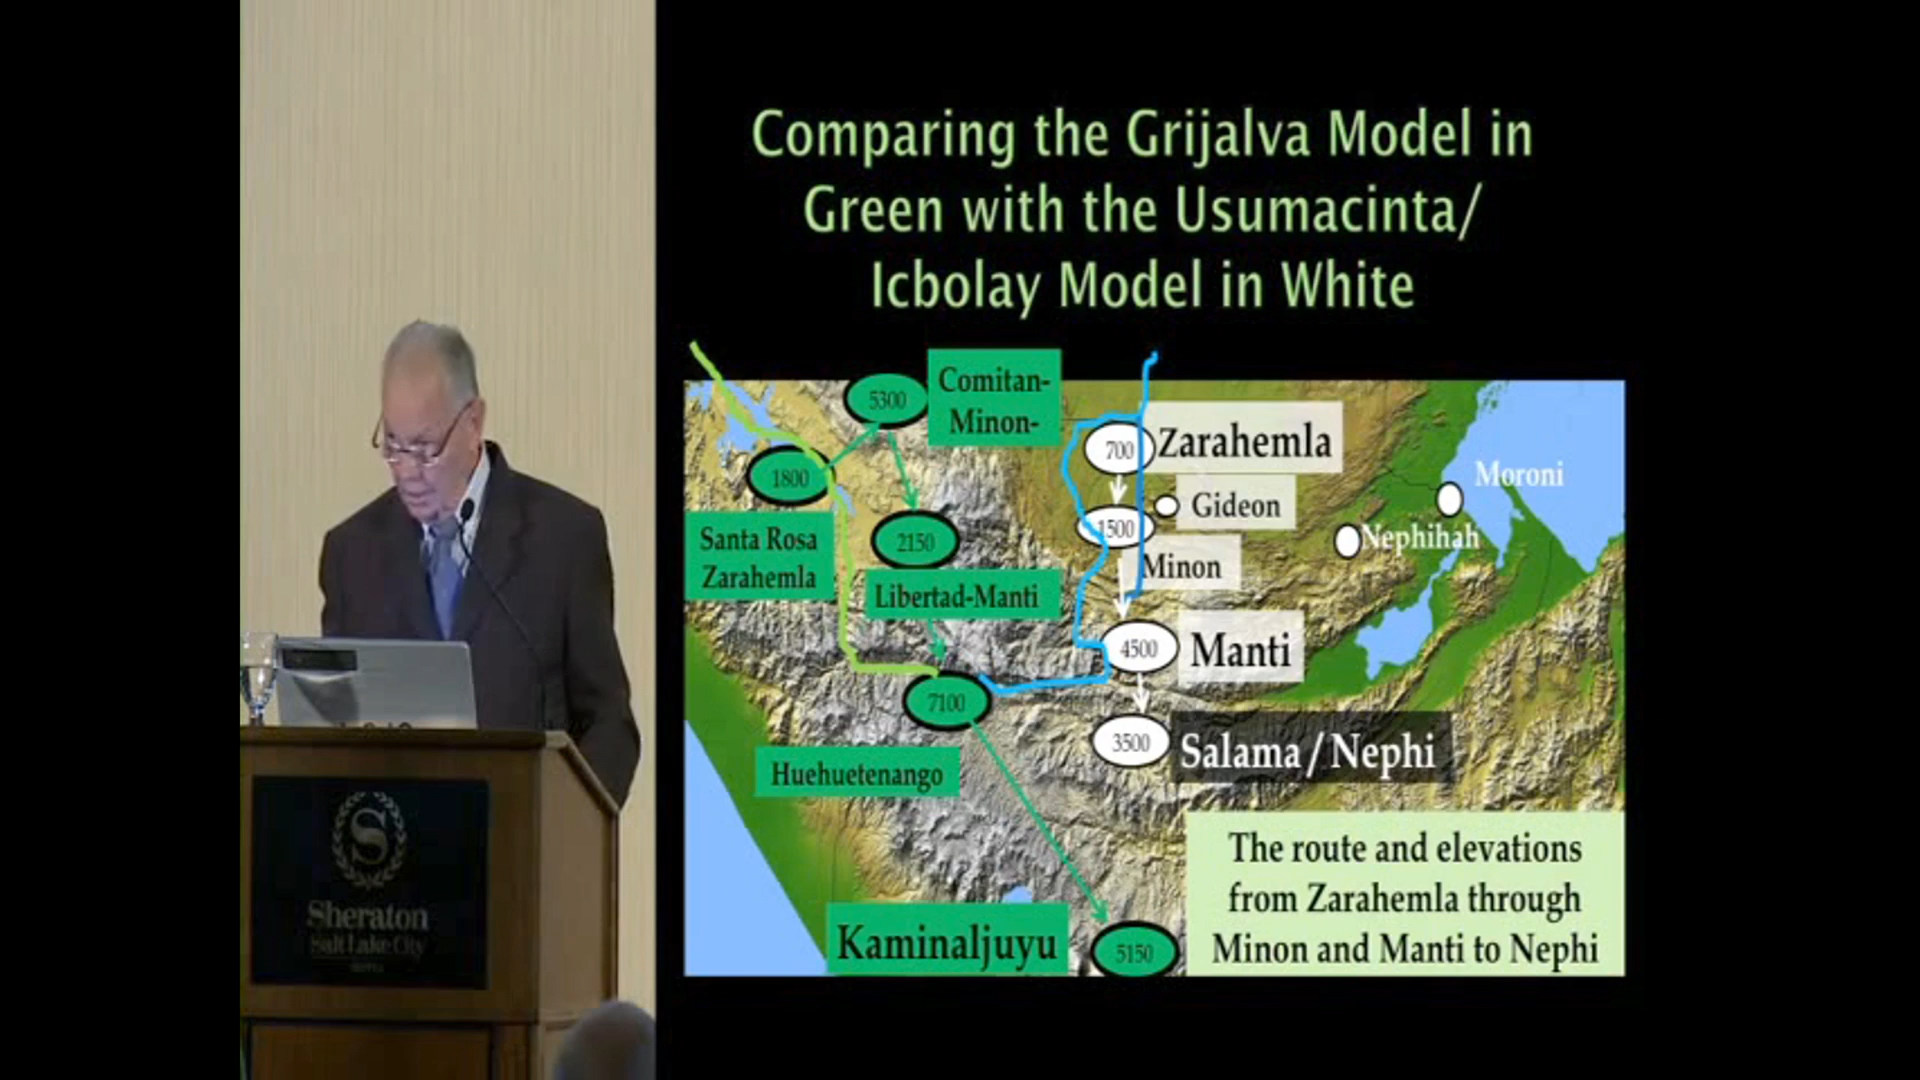 Comparing the Grijalva Model in
Green with the Usumacinta/
Icbolay Model in White
5300
Comitan-
Minon-
700
Zarahemla
1800
Moroni
Gideon
1500
Nephihah
Santa Rosa
Zarahemla
2150
Minon
Libertad-Manti
4500
Manti
7100
3500
Salama/Nephi
Huehuetenango
The route and elevations
from Zarahemla through
Minon and Manti to Nephi
Kaminaljuyu
5150
S
Sheraton
Salt Lake City